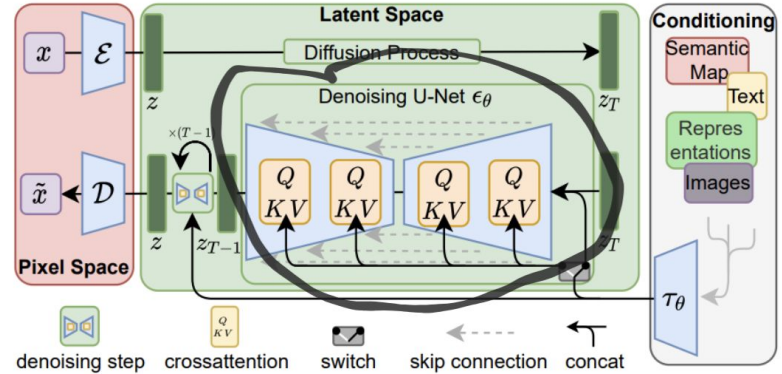 Latent Space
Conditioning
x
ℰ
z
Diffusion Process
z_T
Semantic
Map
Text
Repres
entations
Images
Denoising U-Net ϵ_θ
×(T−1)
x̃
𝒟
z
z_{T−1}
Q
KV
Q
KV
Q
KV
Q
KV
z_T
τ_θ
Pixel Space
Q
KV
denoising step
crossattention
switch
skip connection
concat